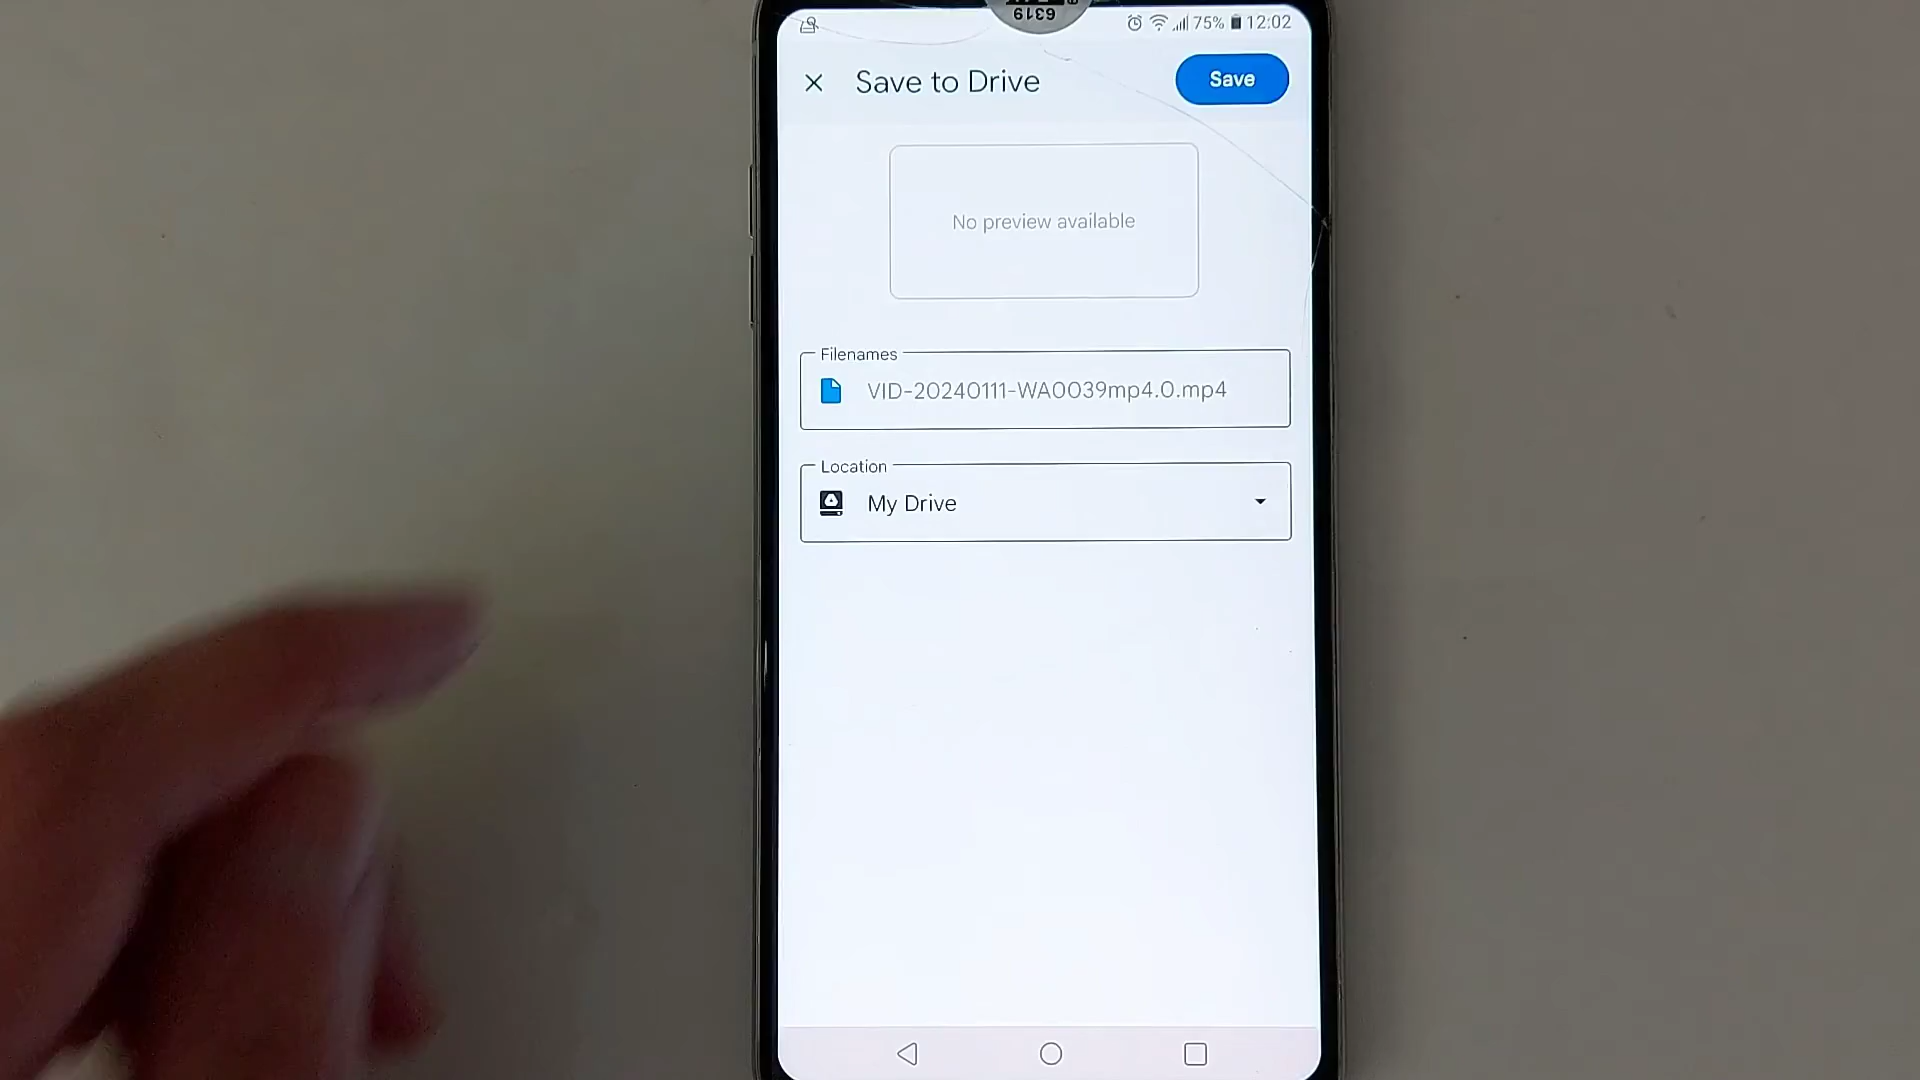 6319
75% 12:02
Save to Drive
Save
No preview available
Filenames
VID-20240111-WA0039mp4.0.mp4
Location
My Drive